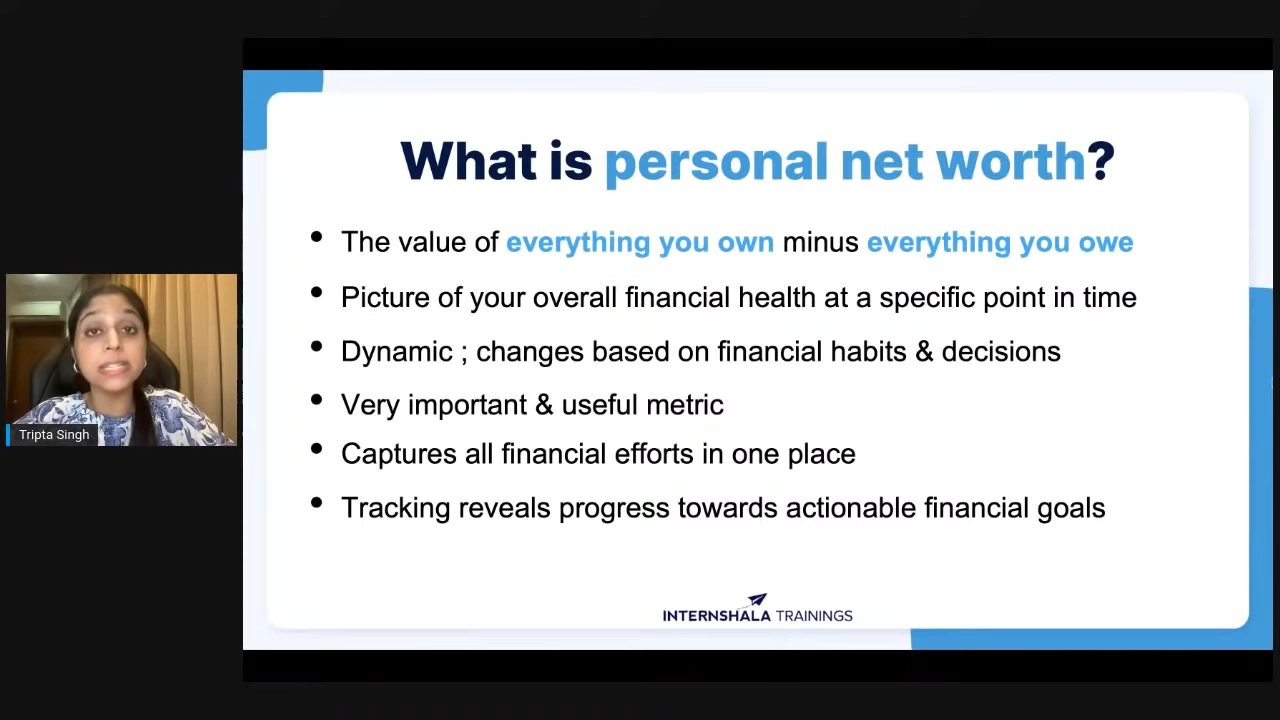 What is personal net worth?
• The value of everything you own minus everything you owe
• Picture of your overall financial health at a specific point in time
• Dynamic ; changes based on financial habits & decisions
• Very important & useful metric
• Captures all financial efforts in one place
• Tracking reveals progress towards actionable financial goals
Tripta Singh
INTERNSHALA TRAININGS